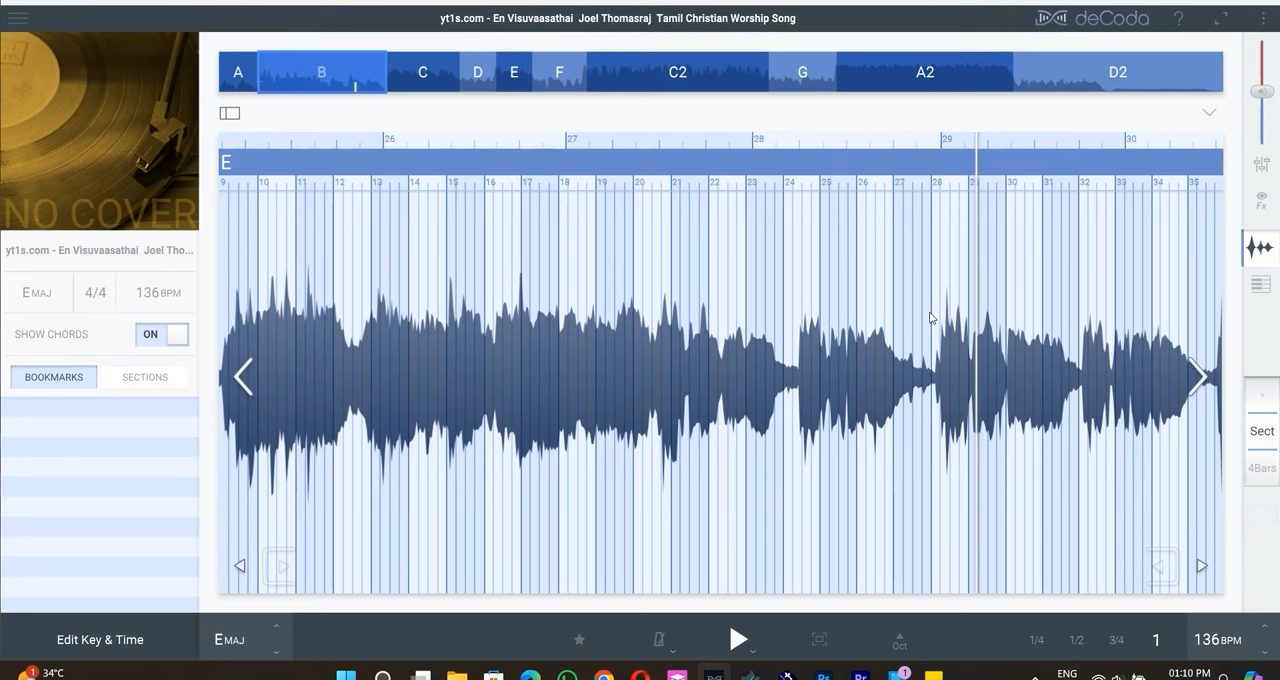 yt1s.com - En Visuvaasathai Joel Thomasraj Tamil Christian Worship Song
deCoda ?
A B C D E F C2 G A2 D2
26 27 28 29 30
E
9 10 11 12 13 14 15 16 17 18 19 20 21 22 23 24 25 26 27 28 30 31 32 33 34 35
NO COVER
yt1s.com - En Visuvaasathai Joel Tho...
EMAJ 4/4 136BPM
SHOW CHORDS ON
BOOKMARKS SECTIONS
Fx
Sect
4Bars
Edit Key & Time EMAJ Oct 1/4 1/2 3/4 1 136BPM
1 34°C Ps Pr 1 ENG 01:10 PM